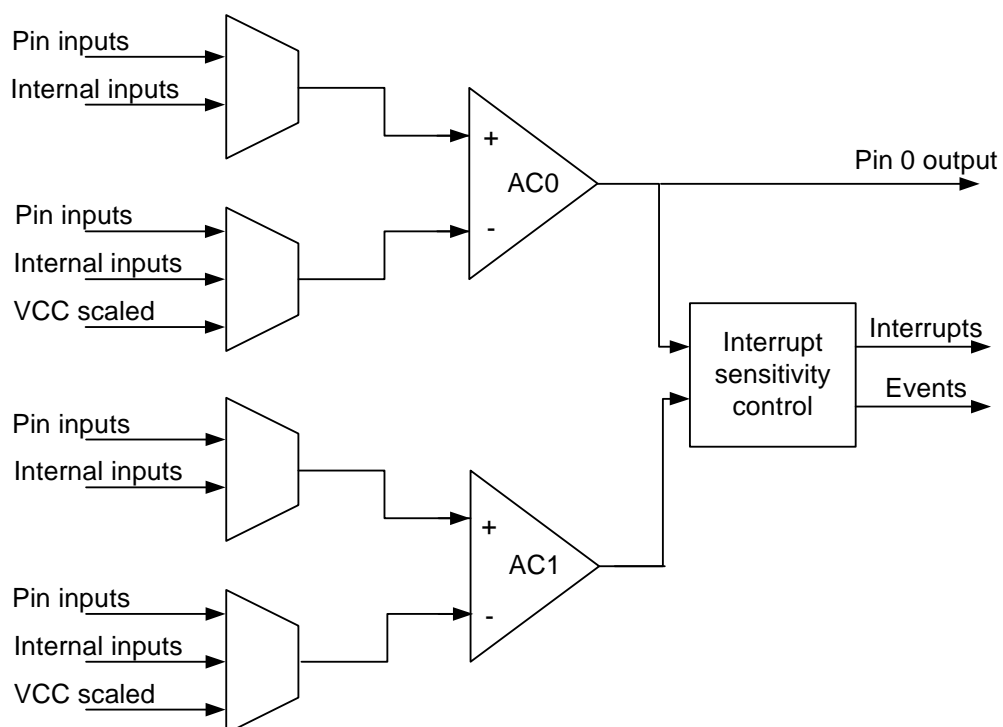 Pin inputs
Internal inputs
+
AC0
-
Pin 0 output
Pin inputs
Internal inputs
VCC scaled
Interrupt
sensitivity
control
Interrupts
Events
Pin inputs
Internal inputs
+
AC1
-
Pin inputs
Internal inputs
VCC scaled